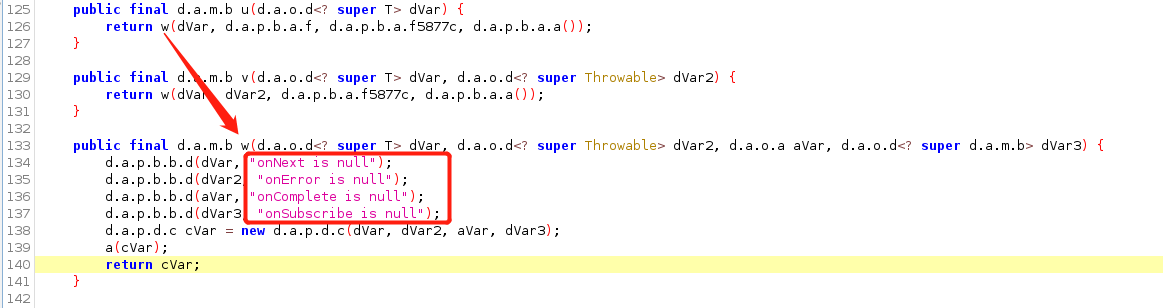 125 public final d.a.m.b u(d.a.o.d<? super T> dVar) {
126 return w(dVar, d.a.p.b.a.f, d.a.p.b.a.f5877c, d.a.p.b.a.a());
127 }
128
129 public final d.a.m.b v(d.a.o.d<? super T> dVar, d.a.o.d<? super Throwable> dVar2) {
130 return w(dVar, dVar2, d.a.p.b.a.f5877c, d.a.p.b.a.a());
131 }
132
133 public final d.a.m.b w(d.a.o.d<? super T> dVar, d.a.o.d<? super Throwable> dVar2, d.a.o.a aVar, d.a.o.d<? super d.a.m.b> dVar3) {
134 d.a.p.b.b.d(dVar, "onNext is null");
135 d.a.p.b.b.d(dVar2, "onError is null");
136 d.a.p.b.b.d(aVar, "onComplete is null");
137 d.a.p.b.b.d(dVar3, "onSubscribe is null");
138 d.a.p.d.c cVar = new d.a.p.d.c(dVar, dVar2, aVar, dVar3);
139 a(cVar);
140 return cVar;
141 }
142